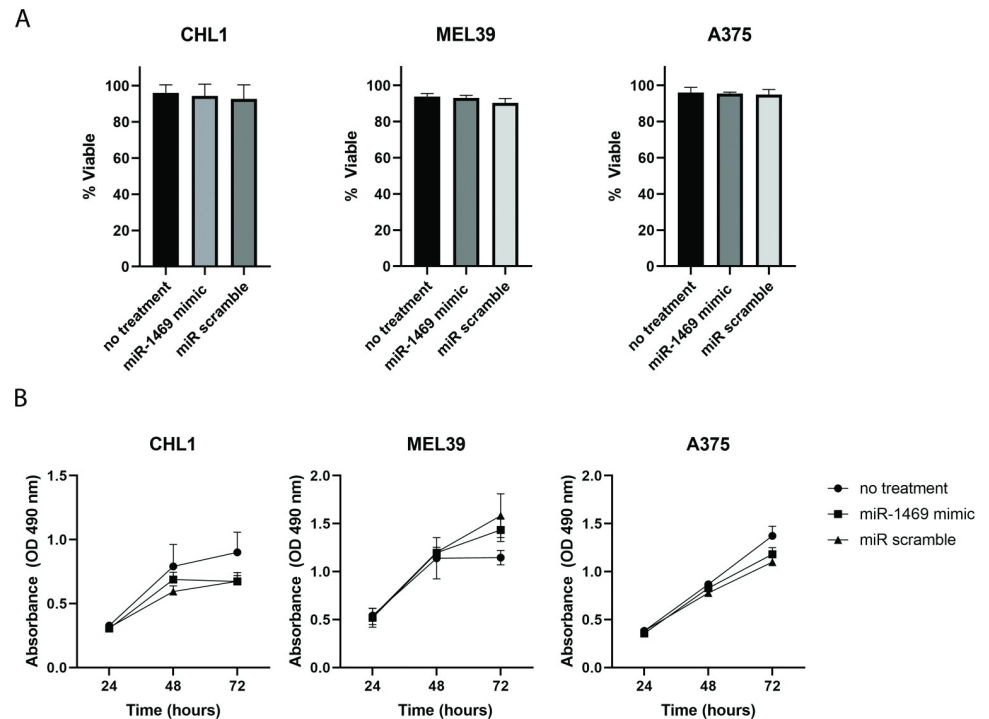 A
CHL1
% Viable
100
80
60
40
20
0
no treatment
miR-1469 mimic
miR scramble
MEL39
% Viable
100
80
60
40
20
0
no treatment
miR-1469 mimic
miR scramble
A375
% Viable
100
80
60
40
20
0
no treatment
miR-1469 mimic
miR scramble
B
CHL1
Absorbance (OD 490 nm)
1.5
1.0
0.5
0.0
24 48 72
Time (hours)
MEL39
Absorbance (OD 490 nm)
2.0
1.5
1.0
0.5
0.0
24 48 72
Time (hours)
A375
Absorbance (OD 490 nm)
2.0
1.5
1.0
0.5
0.0
24 48 72
Time (hours)
no treatment
miR-1469 mimic
miR scramble